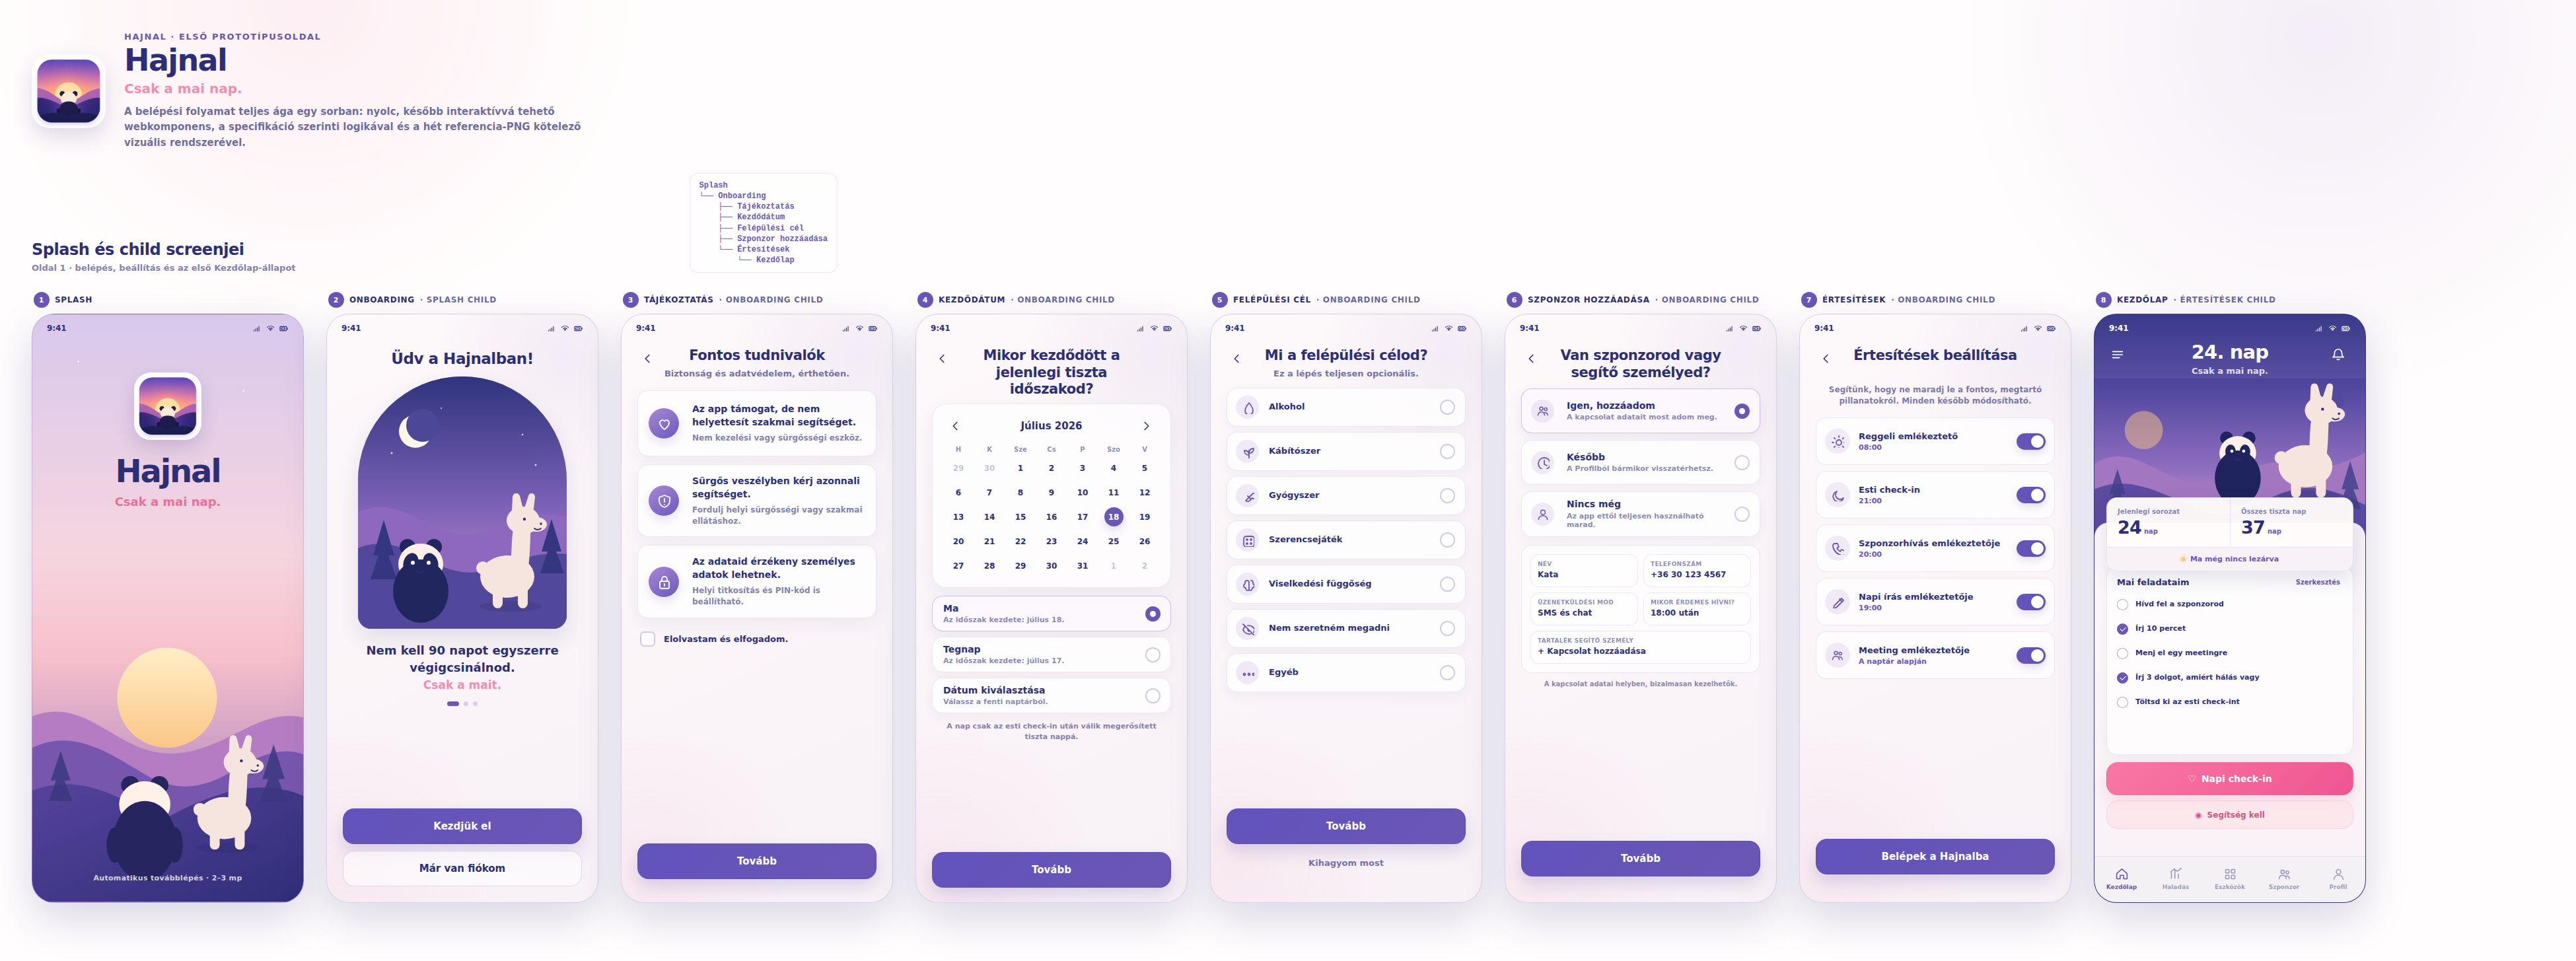 HAJNAL · ELSŐ PROTOTÍPUSOLDAL
Hajnal
Csak a mai nap.
A belépési folyamat teljes ága egy sorban: nyolc, később interaktívvá tehető
webkomponens, a specifikáció szerinti logikával és a hét referencia-PNG kötelező
vizuális rendszerével.
Splash
└── Onboarding
├── Tájékoztatás
├── Kezdődátum
├── Felépülési cél
├── Szponzor hozzáadása
└── Értesítések
└── Kezdőlap
Splash és child screenjei
Oldal 1 · belépés, beállítás és az első Kezdőlap-állapot
1 SPLASH
9:41
Hajnal
Csak a mai nap.
Automatikus továbblépés · 2–3 mp
2 ONBOARDING · SPLASH CHILD
9:41
Üdv a Hajnalban!
Nem kell 90 napot egyszerre
végigcsinálnod.
Csak a mait.
Kezdjük el
Már van fiókom
3 TÁJÉKOZTATÁS · ONBOARDING CHILD
9:41
Fontos tudnivalók
Biztonság és adatvédelem, érthetően.
Az app támogat, de nem
helyettesít szakmai segítséget.
Nem kezelési vagy sürgősségi eszköz.
Sürgős veszélyben kérj azonnali
segítséget.
Fordulj helyi sürgősségi vagy szakmai
ellátáshoz.
Az adataid érzékeny személyes
adatok lehetnek.
Helyi titkosítás és PIN-kód is
beállítható.
Elolvastam és elfogadom.
Tovább
4 KEZDŐDÁTUM · ONBOARDING CHILD
9:41
Mikor kezdődött a
jelenlegi tiszta
időszakod?
Július 2026
H K Sze Cs P Szo V
29 30 1 2 3 4 5
6 7 8 9 10 11 12
13 14 15 16 17 18 19
20 21 22 23 24 25 26
27 28 29 30 31 1 2
Ma
Az időszak kezdete: július 18.
Tegnap
Az időszak kezdete: július 17.
Dátum kiválasztása
Válassz a fenti naptárból.
A nap csak az esti check-in után válik megerősített
tiszta nappá.
Tovább
5 FELÉPÜLÉSI CÉL · ONBOARDING CHILD
9:41
Mi a felépülési célod?
Ez a lépés teljesen opcionális.
Alkohol
Kábítószer
Gyógyszer
Szerencsejáték
Viselkedési függőség
Nem szeretném megadni
Egyéb
Tovább
Kihagyom most
6 SZPONZOR HOZZÁADÁSA · ONBOARDING CHILD
9:41
Van szponzorod vagy
segítő személyed?
Igen, hozzáadom
A kapcsolat adatait most adom meg.
Később
A Profilból bármikor visszatérhetsz.
Nincs még
Az app ettől teljesen használható
marad.
NÉV
Kata
TELEFONSZÁM
+36 30 123 4567
ÜZENETKÜLDÉSI MÓD
SMS és chat
MIKOR ÉRDEMES HÍVNI?
18:00 után
TARTALÉK SEGÍTŐ SZEMÉLY
+ Kapcsolat hozzáadása
A kapcsolat adatai helyben, bizalmasan kezelhetők.
Tovább
7 ÉRTESÍTÉSEK · ONBOARDING CHILD
9:41
Értesítések beállítása
Segítünk, hogy ne maradj le a fontos, megtartó
pillanatokról. Minden később módosítható.
Reggeli emlékeztető
08:00
Esti check-in
21:00
Szponzorhívás emlékeztetője
20:00
Napi írás emlékeztetője
19:00
Meeting emlékeztetője
A naptár alapján
Belépek a Hajnalba
8 KEZDŐLAP · ÉRTESÍTÉSEK CHILD
9:41
24. nap
Csak a mai nap.
Jelenlegi sorozat
24 nap
Összes tiszta nap
37 nap
Ma még nincs lezárva
Mai feladataim
Szerkesztés
Hívd fel a szponzorod
Írj 10 percet
Menj el egy meetingre
Írj 3 dolgot, amiért hálás vagy
Töltsd ki az esti check-int
♡ Napi check-in
◉ Segítség kell
Kezdőlap
Haladás
Eszközök
Szponzor
Profil